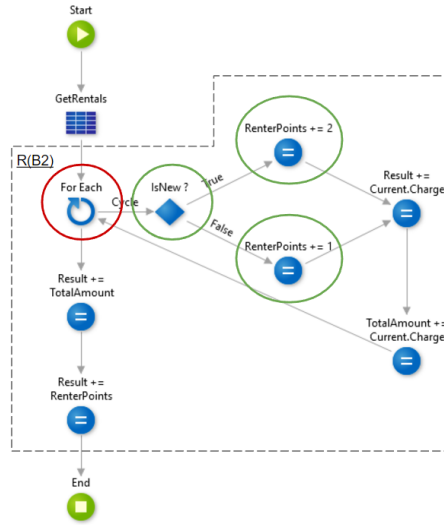 Start
GetRentals
R(B2)
For Each
Cycle
IsNew ?
True
False
RenterPoints += 2
RenterPoints += 1
Result +=
Current.Charge
TotalAmount +=
Current.Charge
Result +=
TotalAmount
Result +=
RenterPoints
End